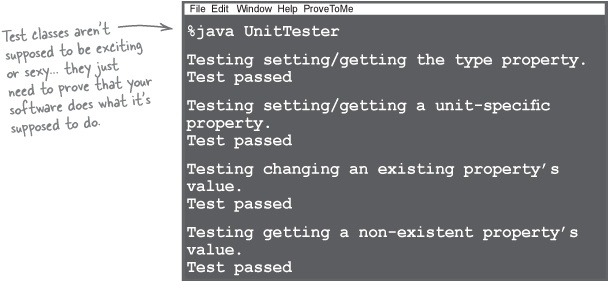 Test classes aren't
supposed to be exciting
or sexy... they just
need to prove that your
software does what it's
supposed to do.
File Edit Window Help ProveToMe
%java UnitTester
Testing setting/getting the type property.
Test passed
Testing setting/getting a unit-specific
property.
Test passed
Testing changing an existing property's
value.
Test passed
Testing getting a non-existent property's
value.
Test passed